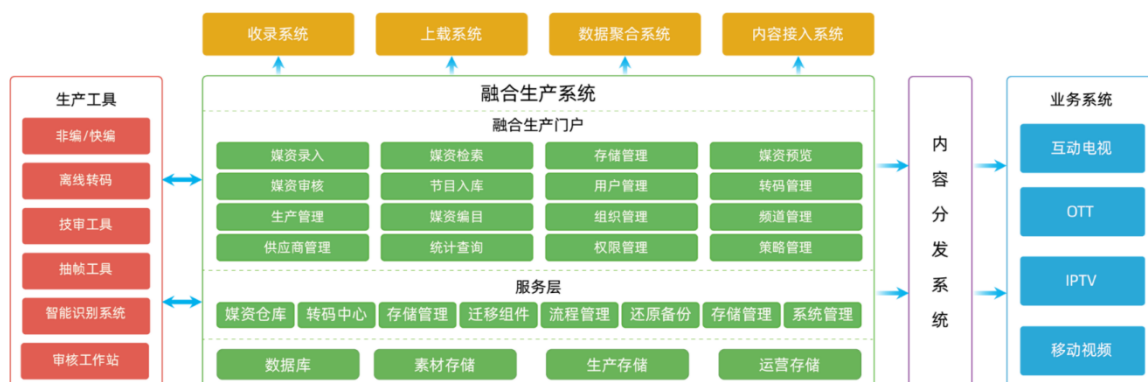 收录系统 上载系统 数据聚合系统 内容接入系统
生产工具
非编/快编
离线转码
技审工具
抽帧工具
智能识别系统
审核工作站
融合生产系统
融合生产门户
媒资录入 媒资检索 存储管理 媒资预览
媒资审核 节目入库 用户管理 转码管理
生产管理 媒资编目 组织管理 频道管理
供应商管理 统计查询 权限管理 策略管理
服务层
媒资仓库 转码中心 存储管理 迁移组件 流程管理 还原备份 存储管理 系统管理
数据库 素材存储 生产存储 运营存储
内容分发系统
业务系统
互动电视
OTT
IPTV
移动视频